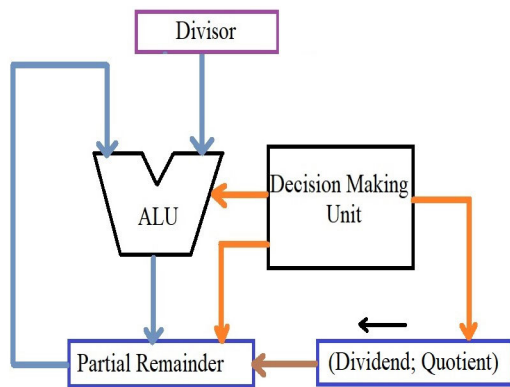 Divisor
ALU
Decision Making
Unit
Partial Remainder
(Dividend; Quotient)